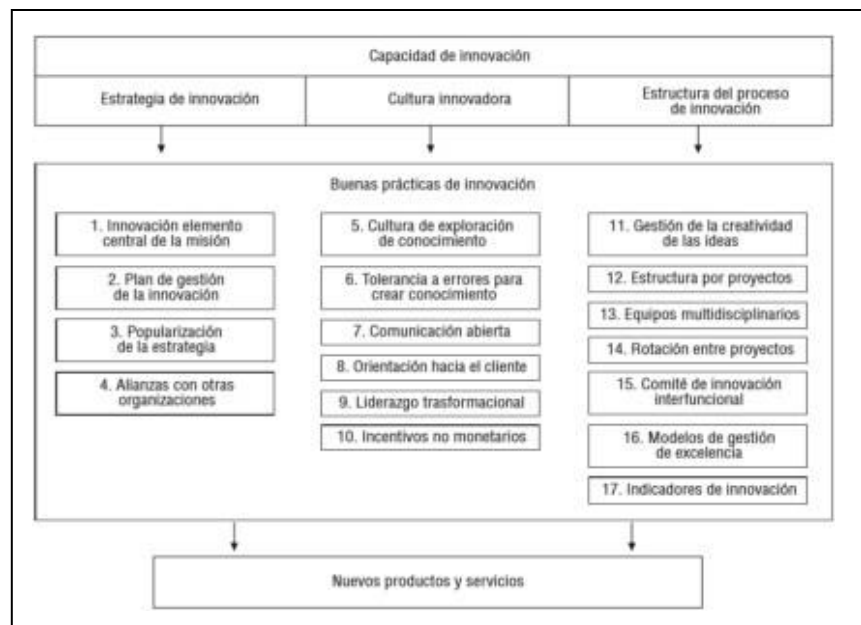 Capacidad de innovación
Estrategia de innovación
Cultura innovadora
Estructura del proceso
de innovación
Buenas prácticas de innovación
1. Innovación elemento
central de la misión
2. Plan de gestión
de la innovación
3. Popularización
de la estrategia
4. Alianzas con otras
organizaciones
5. Cultura de exploración
de conocimiento
6. Tolerancia a errores para
crear conocimiento
7. Comunicación abierta
8. Orientación hacia el cliente
9. Liderazgo trasformacional
10. Incentivos no monetarios
11. Gestión de la creatividad
de las ideas
12. Estructura por proyectos
13. Equipos multidisciplinarios
14. Rotación entre proyectos
15. Comité de innovación
interfuncional
16. Modelos de gestión
de excelencia
17. Indicadores de innovación
Nuevos productos y servicios